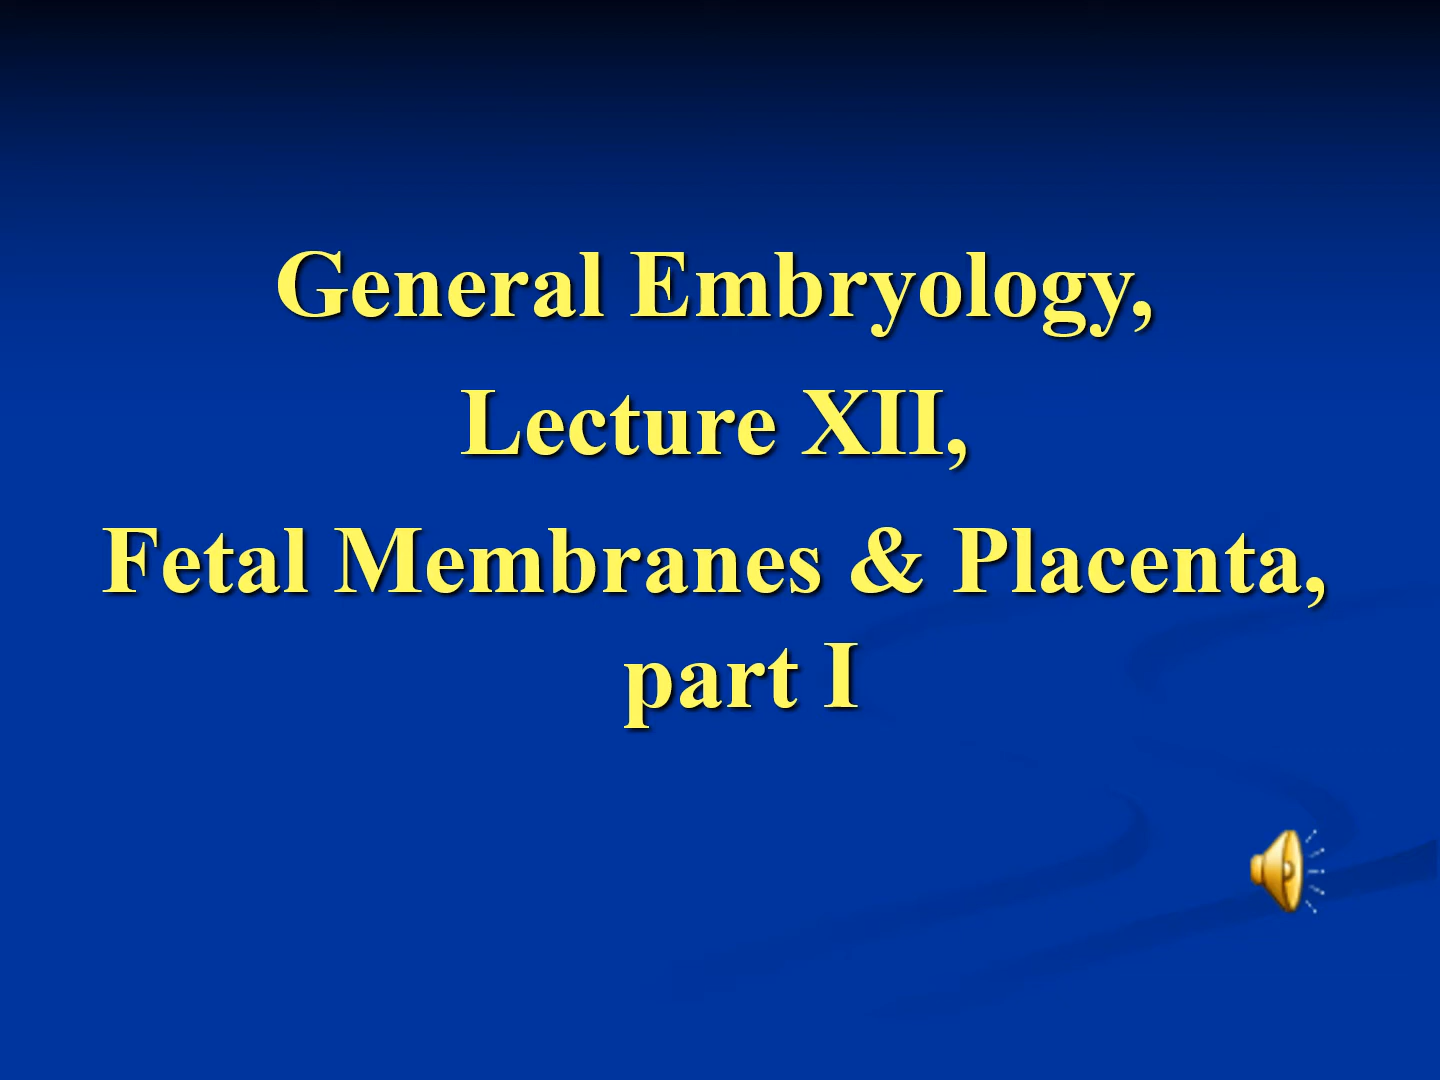 General Embryology,
Lecture XII,
Fetal Membranes & Placenta,
part I